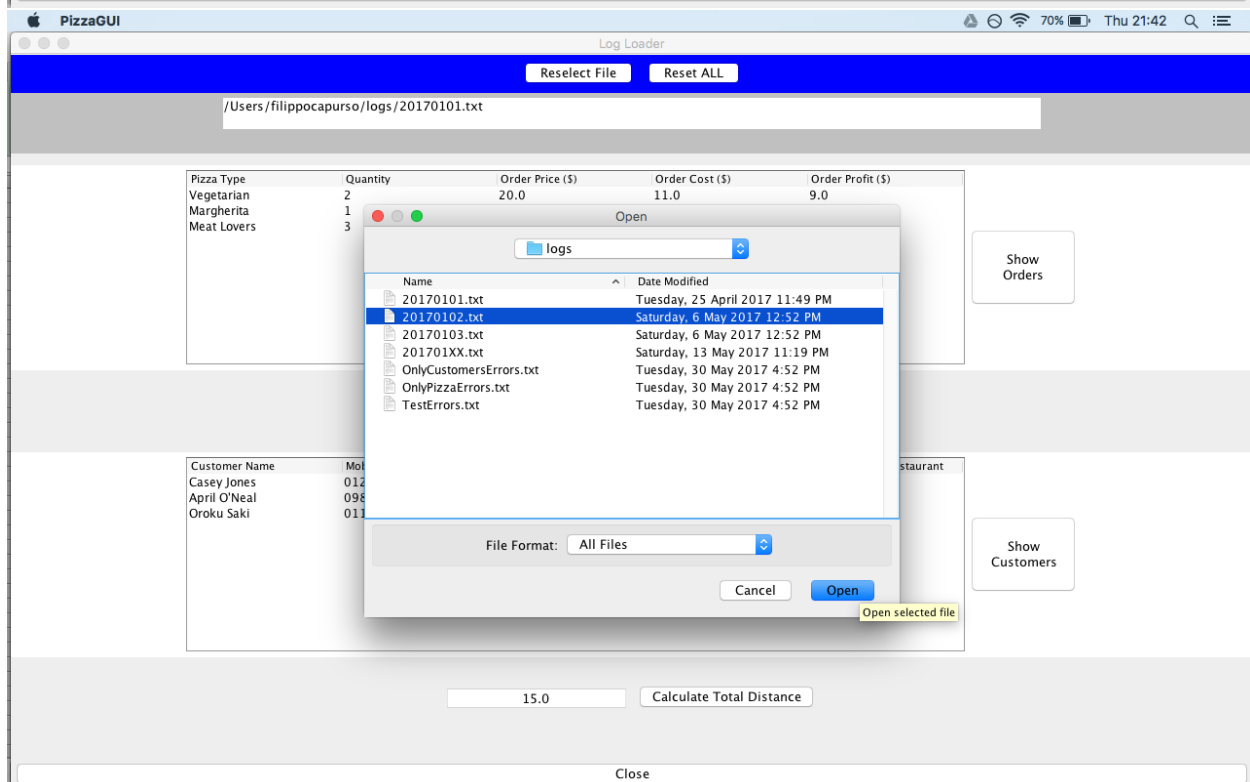 PizzaGUI 70% Thu 21:42
Log Loader
Reselect File Reset ALL
/Users/filippocapurso/logs/20170101.txt
Pizza Type Quantity Order Price ($) Order Cost ($) Order Profit ($)
Vegetarian 2 20.0 11.0 9.0
Margherita 1
Meat Lovers 3
Show
Orders
Open
logs
Name Date Modified
20170101.txt Tuesday, 25 April 2017 11:49 PM
20170102.txt Saturday, 6 May 2017 12:52 PM
20170103.txt Saturday, 6 May 2017 12:52 PM
201701XX.txt Saturday, 13 May 2017 11:19 PM
OnlyCustomersErrors.txt Tuesday, 30 May 2017 4:52 PM
OnlyPizzaErrors.txt Tuesday, 30 May 2017 4:52 PM
TestErrors.txt Tuesday, 30 May 2017 4:52 PM
File Format: All Files
Cancel Open
Open selected file
Customer Name Mob staurant
Casey Jones 012
April O'Neal 098
Oroku Saki 011
Show
Customers
15.0 Calculate Total Distance
Close